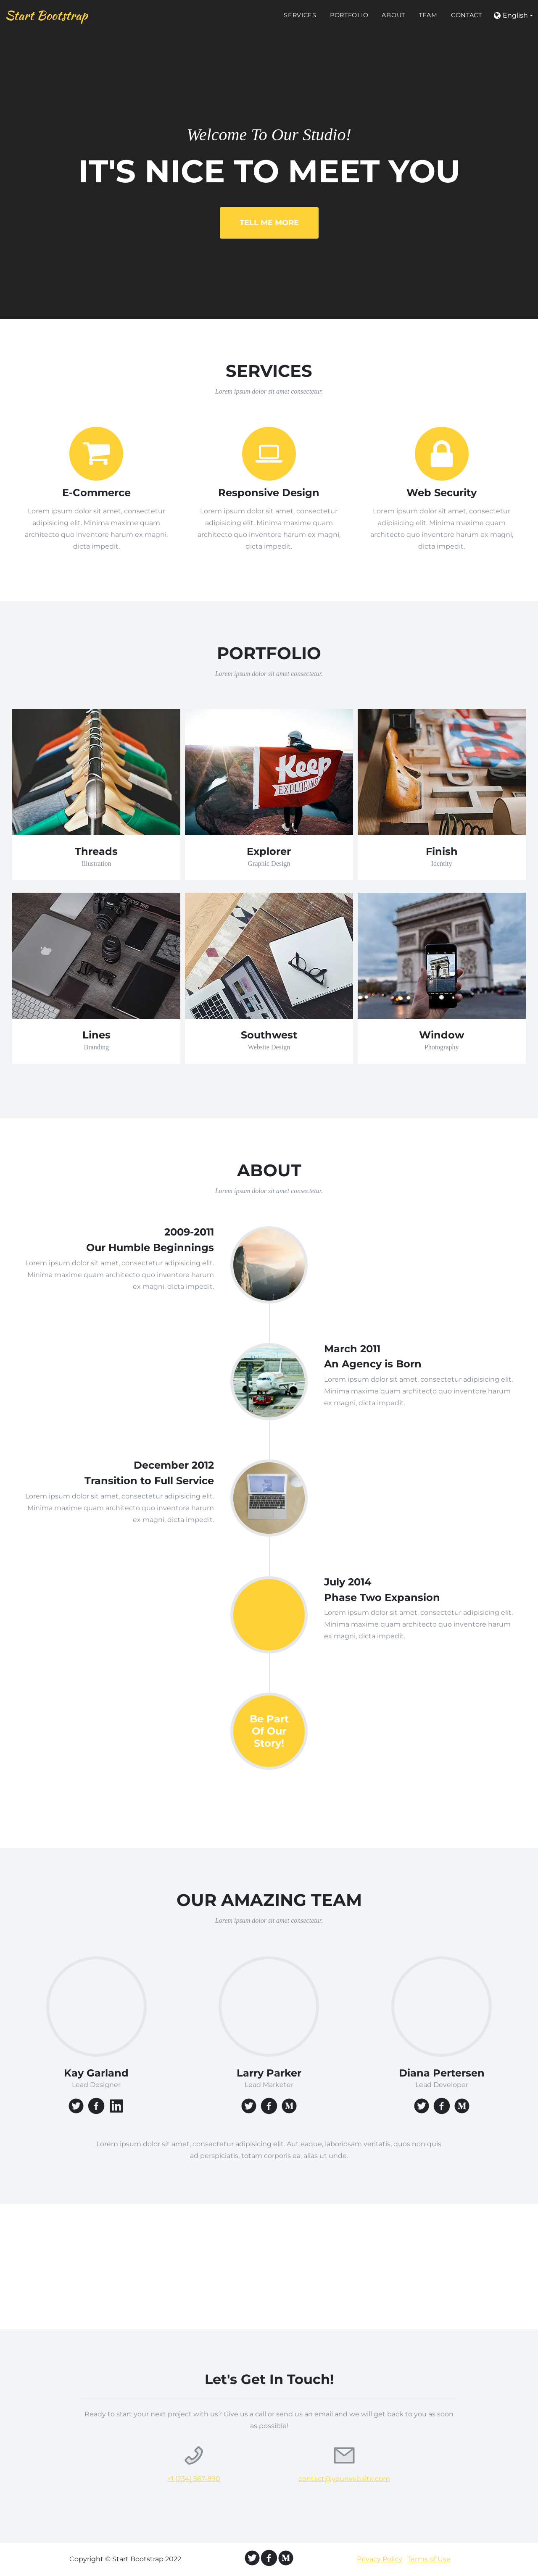 Start Bootstrap
SERVICES PORTFOLIO ABOUT TEAM CONTACT English
Welcome To Our Studio!
IT'S NICE TO MEET YOU
TELL ME MORE
SERVICES
Lorem ipsum dolor sit amet consectetur.
E-Commerce
Lorem ipsum dolor sit amet, consectetur
adipisicing elit. Minima maxime quam
architecto quo inventore harum ex magni,
dicta impedit.
Responsive Design
Lorem ipsum dolor sit amet, consectetur
adipisicing elit. Minima maxime quam
architecto quo inventore harum ex magni,
dicta impedit.
Web Security
Lorem ipsum dolor sit amet, consectetur
adipisicing elit. Minima maxime quam
architecto quo inventore harum ex magni,
dicta impedit.
PORTFOLIO
Lorem ipsum dolor sit amet consectetur.
Threads
Illustration
Keep
EXPLORING
Explorer
Graphic Design
Finish
Identity
Lines
Branding
Southwest
Website Design
Window
Photography
ABOUT
Lorem ipsum dolor sit amet consectetur.
2009-2011
Our Humble Beginnings
Lorem ipsum dolor sit amet, consectetur adipisicing elit.
Minima maxime quam architecto quo inventore harum
ex magni, dicta impedit.
March 2011
An Agency is Born
Lorem ipsum dolor sit amet, consectetur adipisicing elit.
Minima maxime quam architecto quo inventore harum
ex magni, dicta impedit.
December 2012
Transition to Full Service
Lorem ipsum dolor sit amet, consectetur adipisicing elit.
Minima maxime quam architecto quo inventore harum
ex magni, dicta impedit.
July 2014
Phase Two Expansion
Lorem ipsum dolor sit amet, consectetur adipisicing elit.
Minima maxime quam architecto quo inventore harum
ex magni, dicta impedit.
Be Part
Of Our
Story!
OUR AMAZING TEAM
Lorem ipsum dolor sit amet consectetur.
Kay Garland
Lead Designer
Larry Parker
Lead Marketer
Diana Pertersen
Lead Developer
Lorem ipsum dolor sit amet, consectetur adipisicing elit. Aut eaque, laboriosam veritatis, quos non quis
ad perspiciatis, totam corporis ea, alias ut unde.
Let's Get In Touch!
Ready to start your next project with us? Give us a call or send us an email and we will get back to you as soon
as possible!
+1 (234) 567-890
contact@yourwebsite.com
Copyright © Start Bootstrap 2022
Privacy Policy Terms of Use